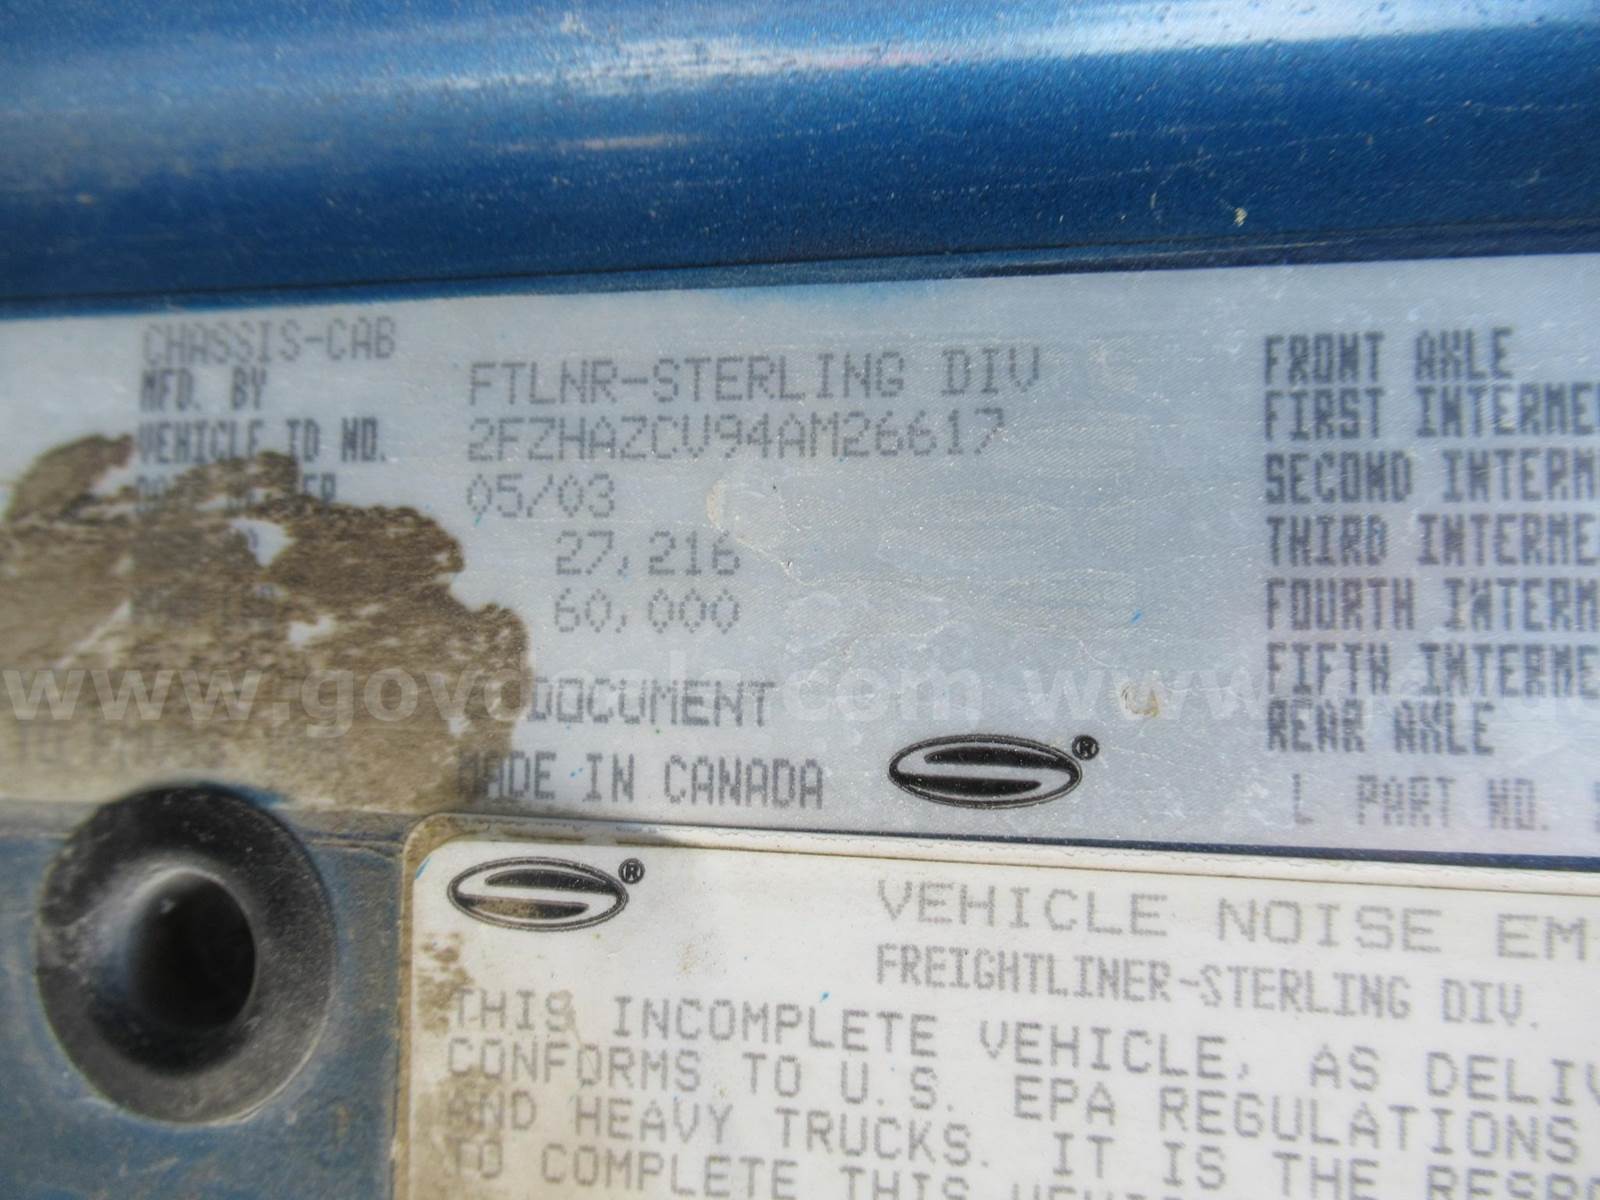 CHASSIS-CAB
MFD. BY FTLNR-STERLING DIV
VEHICLE ID NO. 2FZHAZCV94AM26617
05/03
27,216
60,000
DOCUMENT
MADE IN CANADA ®
FRONT AXLE
FIRST INTERME
SECOND INTERM
THIRD INTERME
FOURTH INTERM
FIFTH INTERME
REAR AXLE
L PART NO.
www.govdeals.com
® VEHICLE NOISE EM
FREIGHTLINER-STERLING DIV.
THIS INCOMPLETE VEHICLE, AS DELIV
CONFORMS TO U.S. EPA REGULATIONS
AND HEAVY TRUCKS. IT IS THE RESPO
TO COMPLETE THIS VEHIC